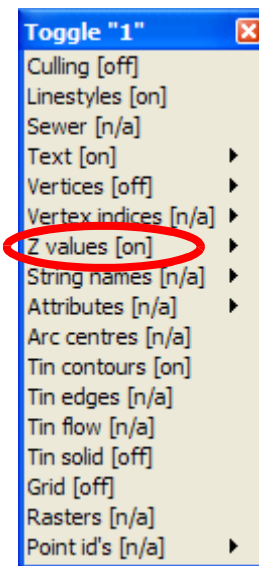 Toggle "1"
Culling [off]
Linestyles [on]
Sewer [n/a]
Text [on]
Vertices [off]
Vertex indices [n/a]
Z values [on]
String names [n/a]
Attributes [n/a]
Arc centres [n/a]
Tin contours [on]
Tin edges [n/a]
Tin flow [n/a]
Tin solid [off]
Grid [off]
Rasters [n/a]
Point id's [n/a]